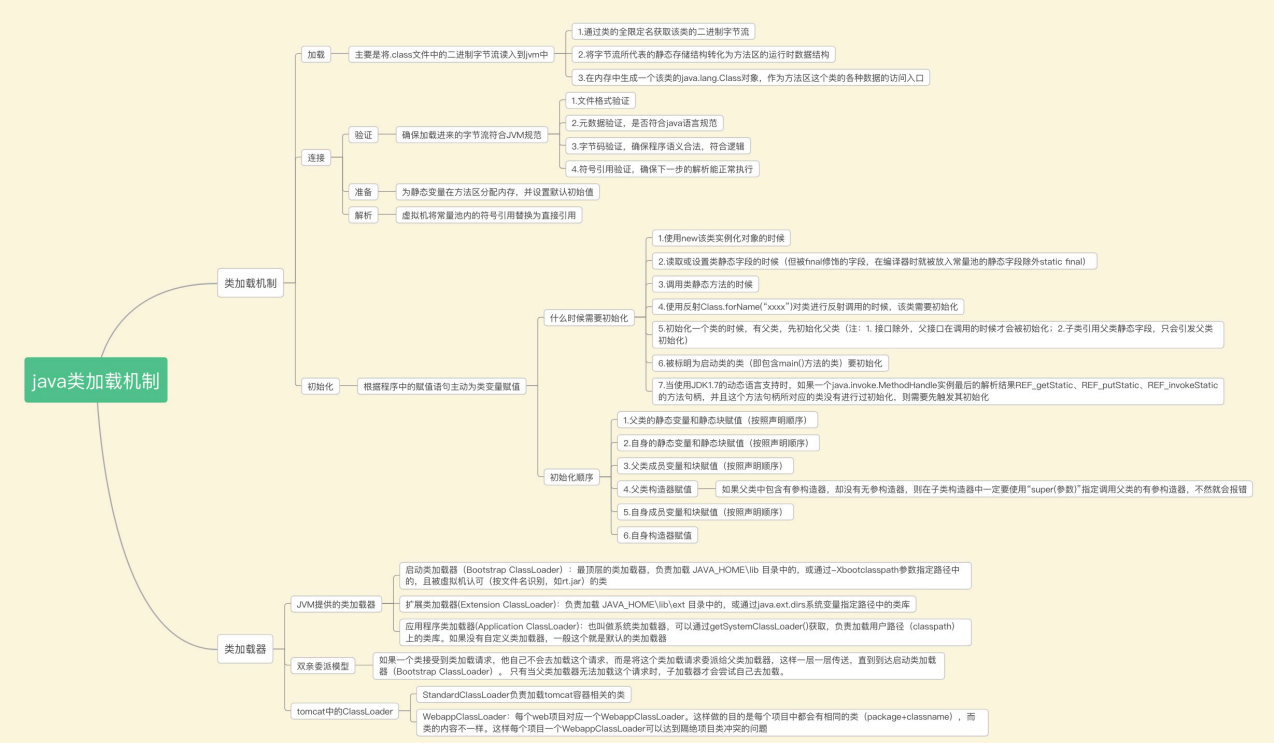 java类加载机制
类加载机制
加载
主要是将.class文件中的二进制字节流读入到jvm中
1.通过类的全限定名获取该类的二进制字节流
2.将字节流所代表的静态存储结构转化为方法区的运行时数据结构
3.在内存中生成一个该类的java.lang.Class对象，作为方法区这个类的各种数据的访问入口
连接
验证
确保加载进来的字节流符合JVM规范
1.文件格式验证
2.元数据验证，是否符合java语言规范
3.字节码验证，确保程序语义合法，符合逻辑
4.符号引用验证，确保下一步的解析能正常执行
准备
为静态变量在方法区分配内存，并设置默认初始值
解析
虚拟机将常量池内的符号引用替换为直接引用
初始化
根据程序中的赋值语句主动为类变量赋值
什么时候需要初始化
1.使用new该类实例化对象的时候
2.读取或设置类静态字段的时候（但被final修饰的字段，在编译器时就被放入常量池的静态字段除外static final）
3.调用类静态方法的时候
4.使用反射Class.forName(“xxxx”)对类进行反射调用的时候，该类需要初始化
5.初始化一个类的时候，有父类，先初始化父类（注：1. 接口除外，父接口在调用的时候才会被初始化；2.子类引用父类静态字段，只会引发父类
初始化）
6.被标明为启动类的类（即包含main()方法的类）要初始化
7.当使用JDK1.7的动态语言支持时，如果一个java.invoke.MethodHandle实例最后的解析结果REF_getStatic、REF_putStatic、REF_invokeStatic
的方法句柄，并且这个方法句柄所对应的类没有进行过初始化，则需要先触发其初始化
初始化顺序
1.父类的静态变量和静态块赋值（按照声明顺序）
2.自身的静态变量和静态块赋值（按照声明顺序）
3.父类成员变量和块赋值（按照声明顺序）
4.父类构造器赋值
如果父类中包含有参构造器，却没有无参构造器，则在子类构造器中一定要使用“super(参数)”指定调用父类的有参构造器，不然就会报错
5.自身成员变量和块赋值（按照声明顺序）
6.自身构造器赋值
类加载器
JVM提供的类加载器
启动类加载器（Bootstrap ClassLoader）：最顶层的类加载器，负责加载 JAVA_HOME\lib 目录中的，或通过-Xbootclasspath参数指定路径中
的，且被虚拟机认可（按文件名识别，如rt.jar）的类
扩展类加载器(Extension ClassLoader)：负责加载 JAVA_HOME\lib\ext 目录中的，或通过java.ext.dirs系统变量指定路径中的类库
应用程序类加载器(Application ClassLoader)：也叫做系统类加载器，可以通过getSystemClassLoader()获取，负责加载用户路径（classpath）
上的类库。如果没有自定义类加载器，一般这个就是默认的类加载器
双亲委派模型
如果一个类接受到类加载请求，他自己不会去加载这个请求，而是将这个类加载请求委派给父类加载器，这样一层一层传送，直到到达启动类加载
器（Bootstrap ClassLoader）。 只有当父类加载器无法加载这个请求时，子加载器才会尝试自己去加载。
tomcat中的ClassLoader
StandardClassLoader负责加载tomcat容器相关的类
WebappClassLoader：每个web项目对应一个WebappClassLoader。这样做的目的是每个项目中都会有相同的类（package+classname），而
类的内容不一样。这样每个项目一个WebappClassLoader可以达到隔绝项目类冲突的问题